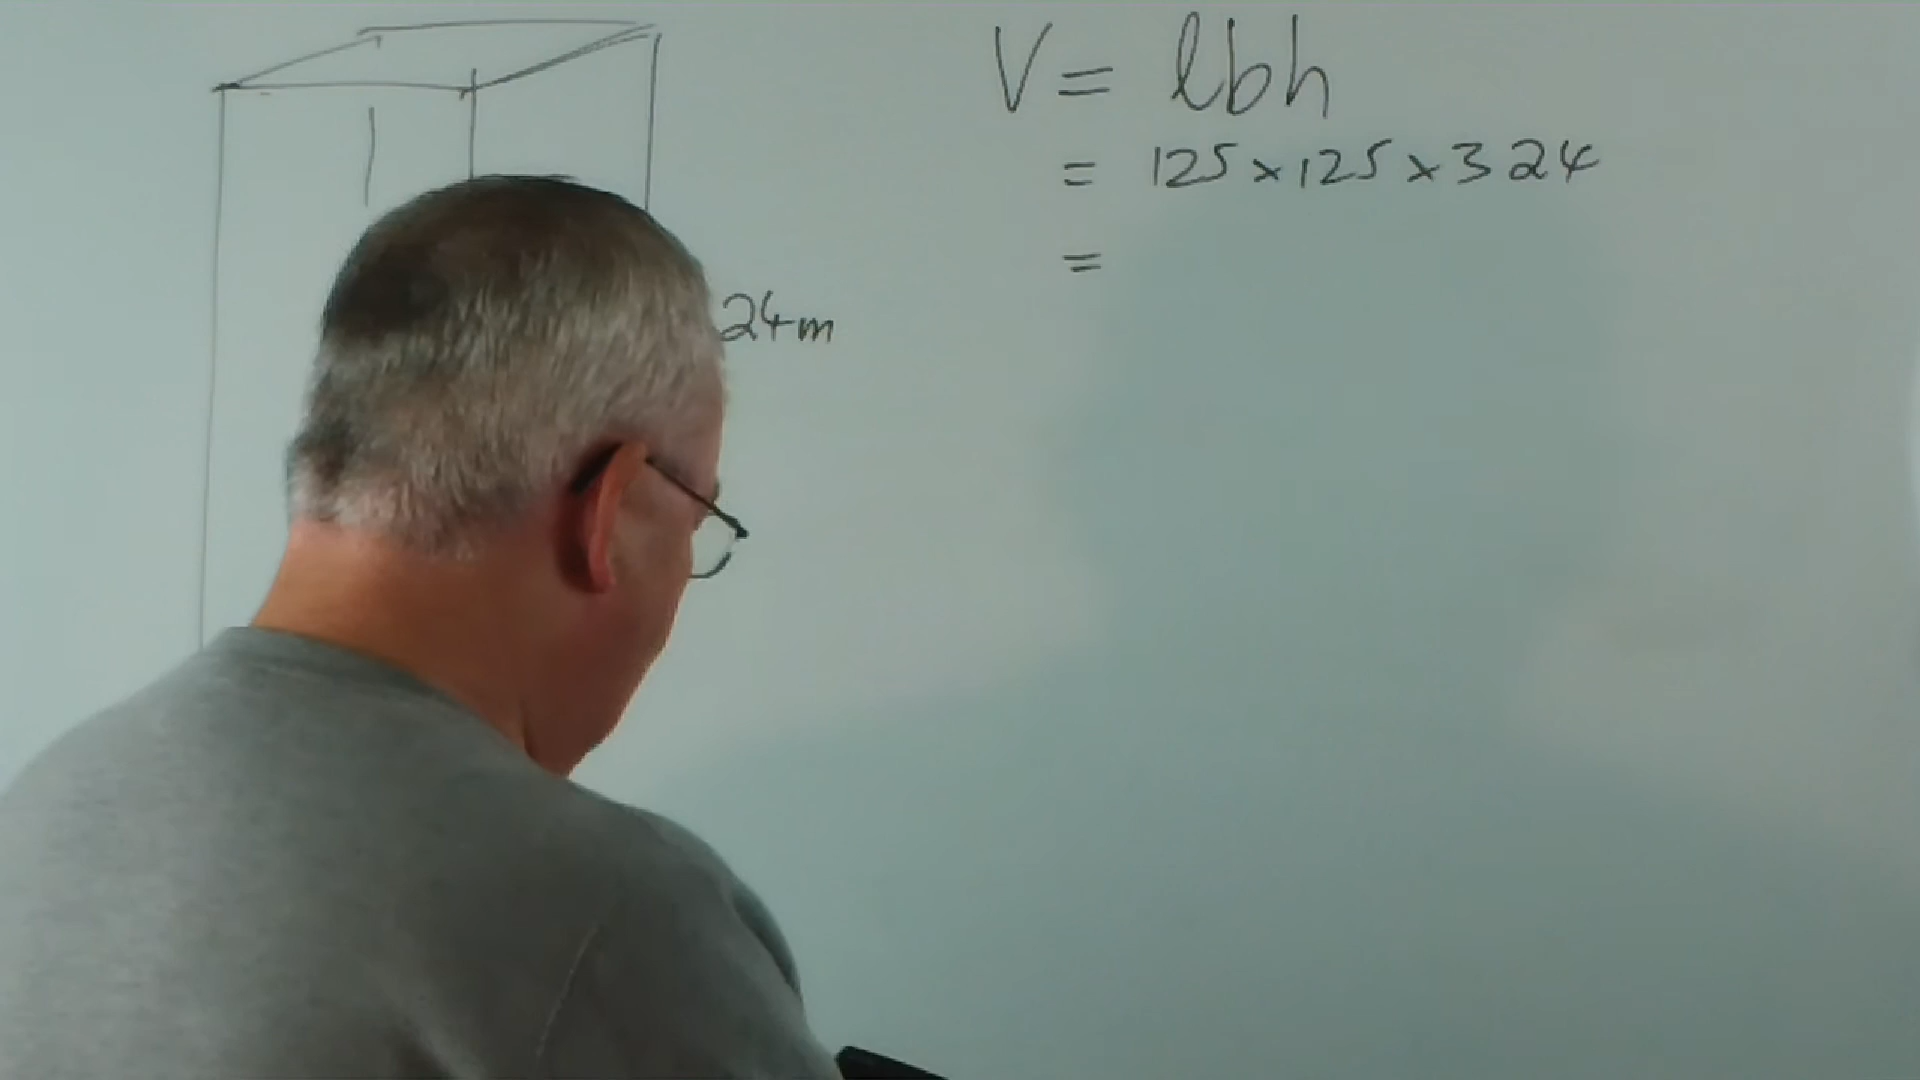 V = lbh
= 125 x 125 x 324
=
24m